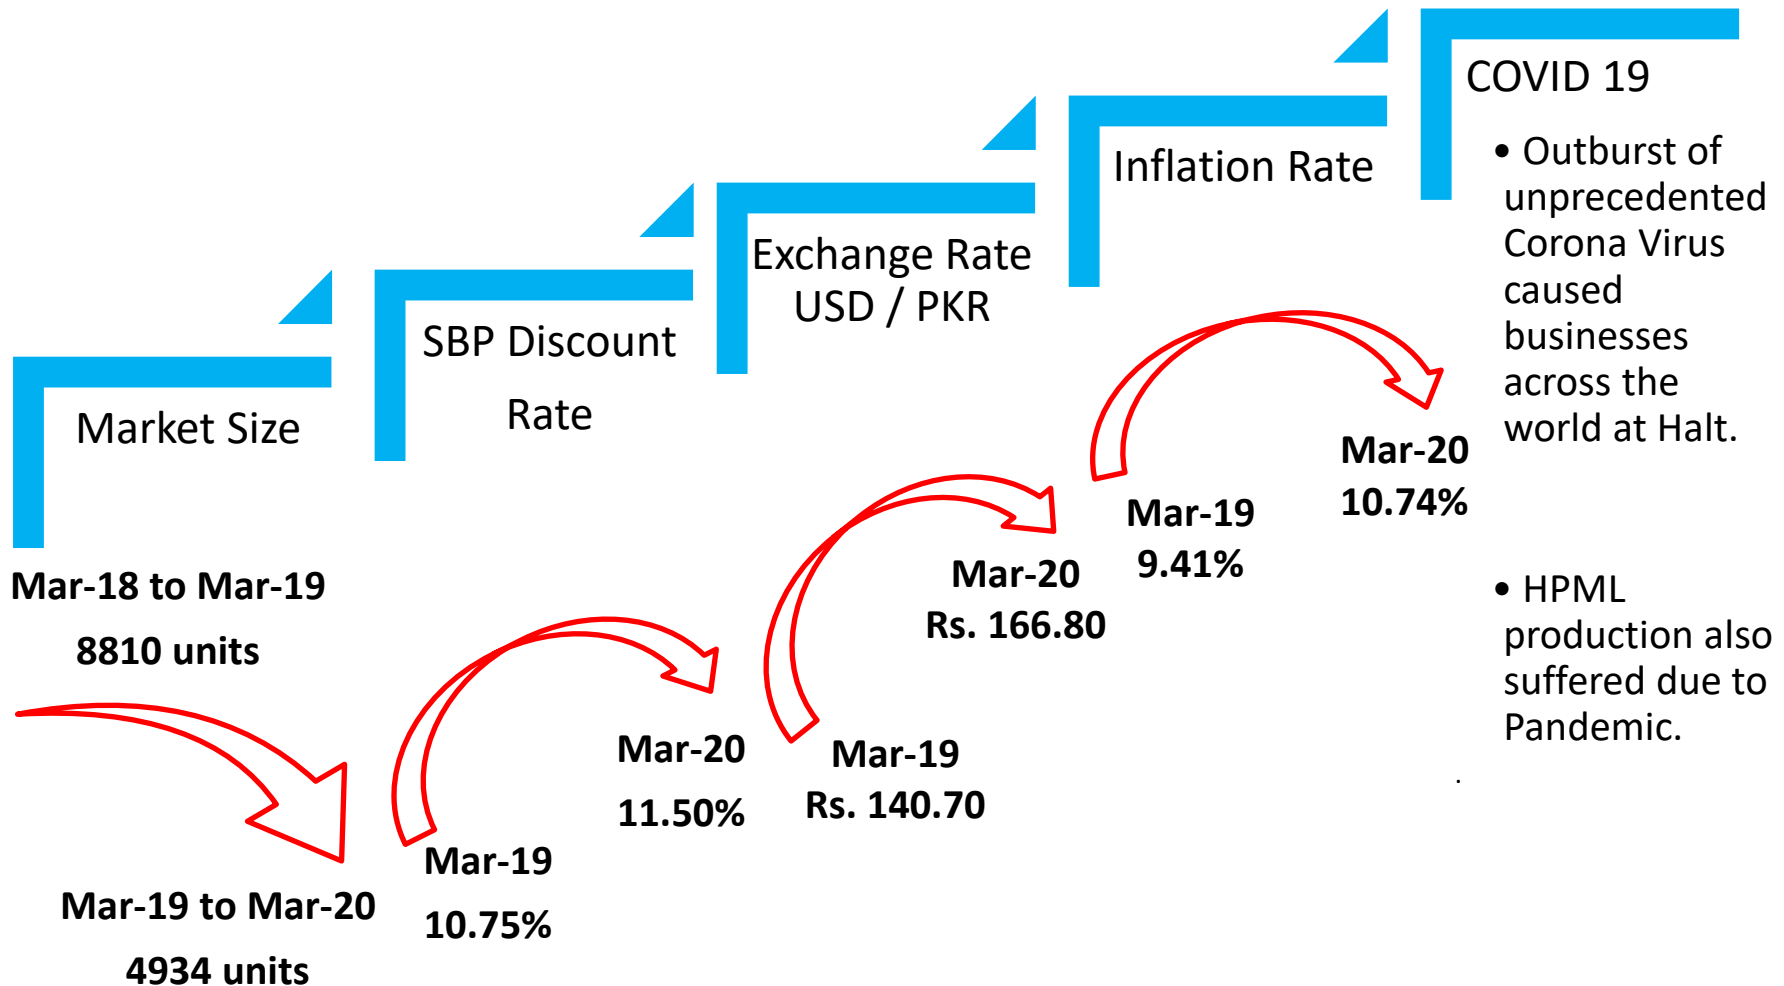 Market Size
Mar-18 to Mar-19
8810 units
Mar-19 to Mar-20
4934 units
SBP Discount
Rate
Mar-19
10.75%
Mar-20
11.50%
Exchange Rate
USD / PKR
Mar-19
Rs. 140.70
Mar-20
Rs. 166.80
Inflation Rate
Mar-19
9.41%
Mar-20
10.74%
COVID 19
• Outburst of
unprecedented
Corona Virus
caused
businesses
across the
world at Halt.
• HPML
production also
suffered due to
Pandemic.
.